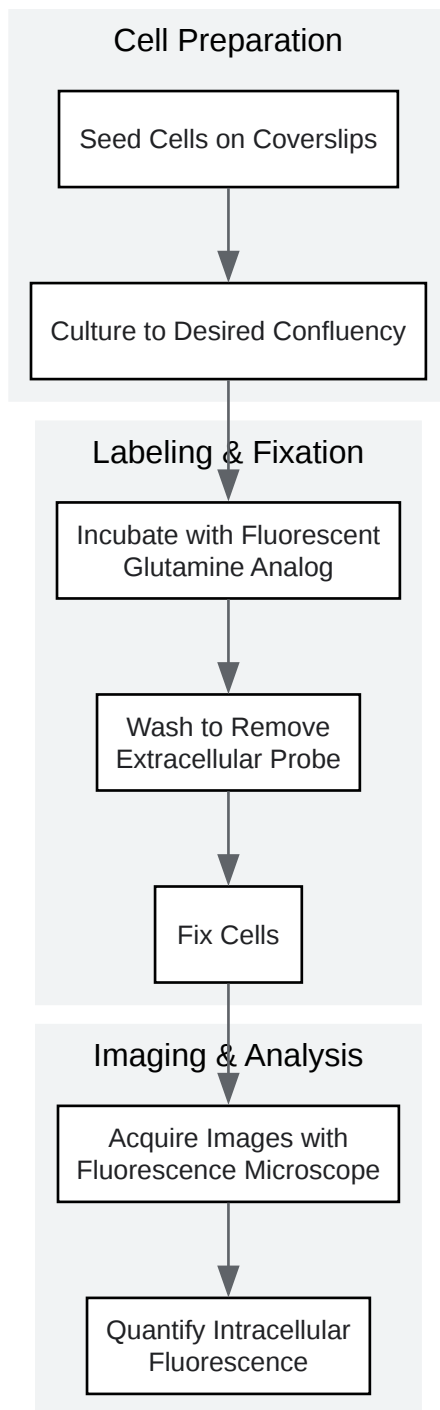 Cell Preparation
Seed Cells on Coverslips
Culture to Desired Confluency
Labeling & Fixation
Incubate with Fluorescent
Glutamine Analog
Wash to Remove
Extracellular Probe
Fix Cells
Imaging & Analysis
Acquire Images with
Fluorescence Microscope
Quantify Intracellular
Fluorescence